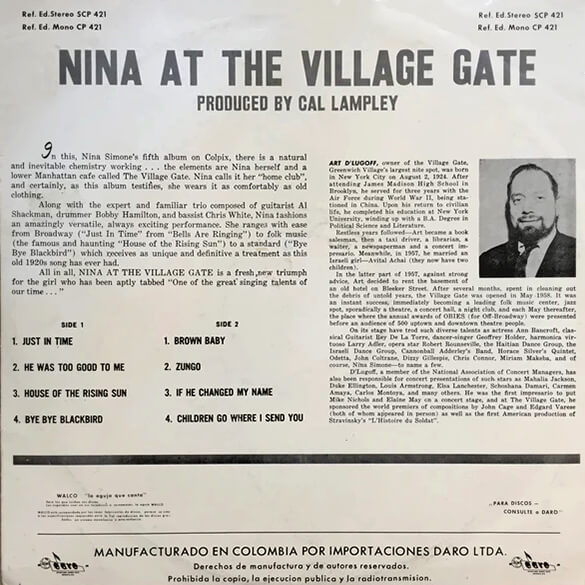 Ref. Ed. Stereo SCP 421
Ref. Ed. Mono CP 421
Ref. Ed. Stereo SCP 421
Ref. Ed. Mono CP 421
NINA AT THE VILLAGE GATE
PRODUCED BY CAL LAMPLEY
In this, Nina Simone's fifth album on Colpix, there is a natural
and inevitable chemistry working . . . the elements are Nina herself and a
lower Manhattan cafe called The Village Gate. Nina calls it her "home club",
and certainly, as this album testifies, she wears it as comfortably as old
clothing.
Along with the expert and familiar trio composed of guitarist Al
Shackman, drummer Bobby Hamilton, and bassist Chris White, Nina fashions
an amazingly versatile, always exciting performance. She ranges with ease
from Broadway ("Just in Time" from "Bells Are Ringing") to folk music
(the famous and haunting "House of the Rising Sun") to a standard ("Bye
Bye Blackbird") which receives as unique and definitive a treatment as this
old 1920s song has ever had.
All in all, NINA AT THE VILLAGE GATE is a fresh, new triumph
for the girl who has been aptly tabbed "One of the great singing talents
of our time . . ."
SIDE 1
1. JUST IN TIME
2. HE WAS TOO GOOD TO ME
3. HOUSE OF THE RISING SUN
4. BYE BYE BLACKBIRD
SIDE 2
1. BROWN BABY
2. ZUNGO
3. IF HE CHANGED MY NAME
4. CHILDREN GO WHERE I SEND YOU
ART D'LUGOFF, owner of the Village Gate,
Greenwich Village's largest nite spot, was born
in New York City on August 2, 1924. After
attending James Madison High School in
Brooklyn, he served for three years with the
Air Force during World War II, being sta-
tioned in China. Upon his return to civilian
life, he completed his education at New York
University, winding up with a B.A. Degree in
Political Science and Literature.
Restless years followed—Art became a book
salesman, then a taxi driver, a librarian, a
waiter, a newspaperman and a concert im-
presario. Meanwhile, in 1957, he married an
Israeli girl—Avital Achai (they now have two
children).
In the latter part of 1957, against strong
advice, Art decided to rent the basement of
an old hotel on Bleeker Street. After several months, spent in cleaning out
the debris of untold years, the Village Gate was opened in May 1958. It was
an instant success, immediately becoming a leading folk music center, jazz
spot, sporadically a theatre, a concert hall, a night club, and each May thereafter,
the place where the annual awards of OBIES (for Off-Broadway) were presented
before an audience of 500 uptown and downtown theatre people.
On its stage have trod such diverse talents as actress Ann Bancroft, classi-
cal Guitarist Rey De La Torre, dancer-singer Geoffrey Holder, harmonica vir-
tuoso Larry Adler, opera star Robert Rounseville, the Haitian Dance Group, the
Israeli Dance Group, Cannonball Adderley's Band, Horace Silver's Quintet,
Odetta, John Coltrane, Dizzy Gillespie, Chris Connor, Miriam Makeba, and of
course, Nina Simone—to name a few.
D'Lugoff, a member of the National Association of Concert Managers, has
also been responsible for concert presentations of such stars as Mahalia Jackson,
Duke Ellington, Louis Armstrong, Elsa Lanchester, Schoshana Damari, Carmen
Amaya, Carlos Montoya, and many others. He was the first impresario to put
Mike Nichols and Elaine May on a concert stage, and at The Village Gate, he
sponsored the world premiers of compositions by John Cage and Edgard Varese
(both of whom appeared in person) as well as the first American production of
Stravinsky's "L'Histoire du Soldat".
WALCO "la aguja que canta"
„PARA DISCOS —
CONSULTE a DARO„
daro
MANUFACTURADO EN COLOMBIA POR IMPORTACIONES DARO LTDA.
Derechos de manufactura y de autores reservados.
Prohibida la copia, la ejecucion publica y la radiotransmision.
daro